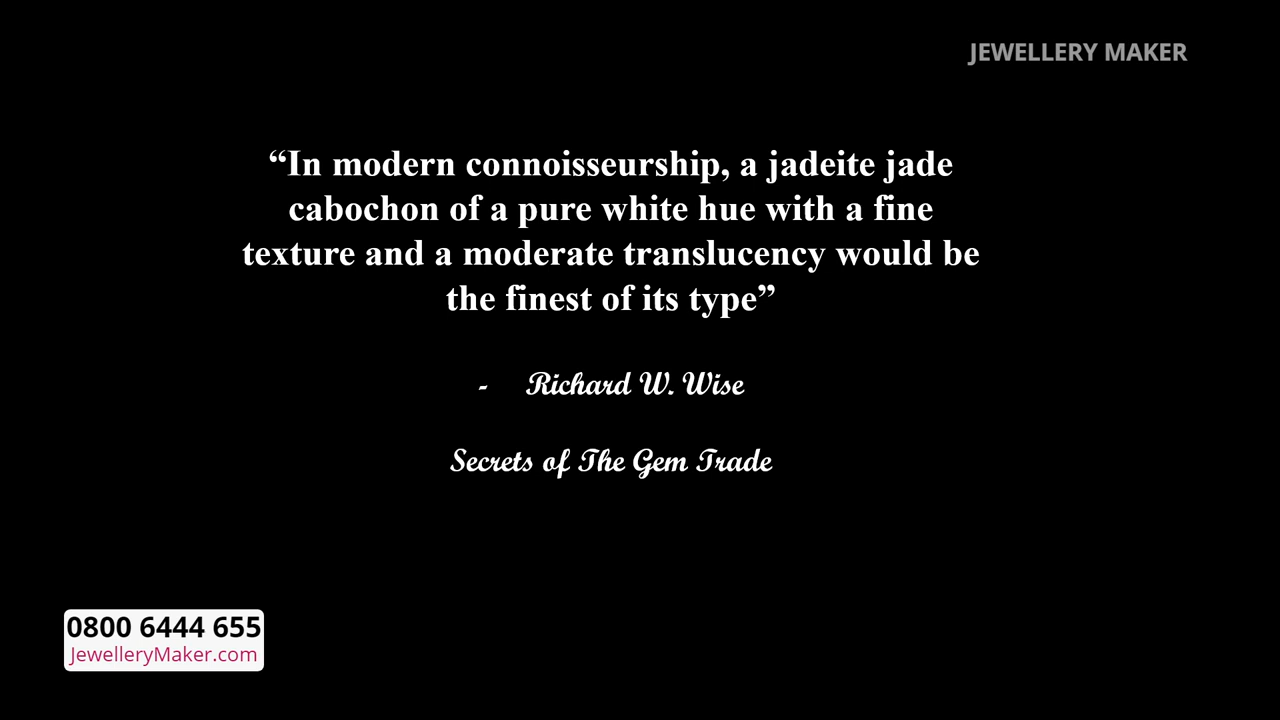 JEWELLERY MAKER
“In modern connoisseurship, a jadeite jade
cabochon of a pure white hue with a fine
texture and a moderate translucency would be
the finest of its type”
- Richard W. Wise
Secrets of The Gem Trade
0800 6444 655
JewelleryMaker.com